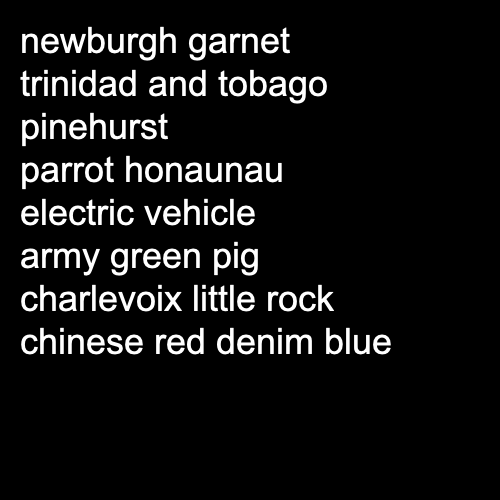 newburgh garnet
trinidad and tobago
pinehurst
parrot honaunau
electric vehicle
army green pig
charlevoix little rock
chinese red denim blue